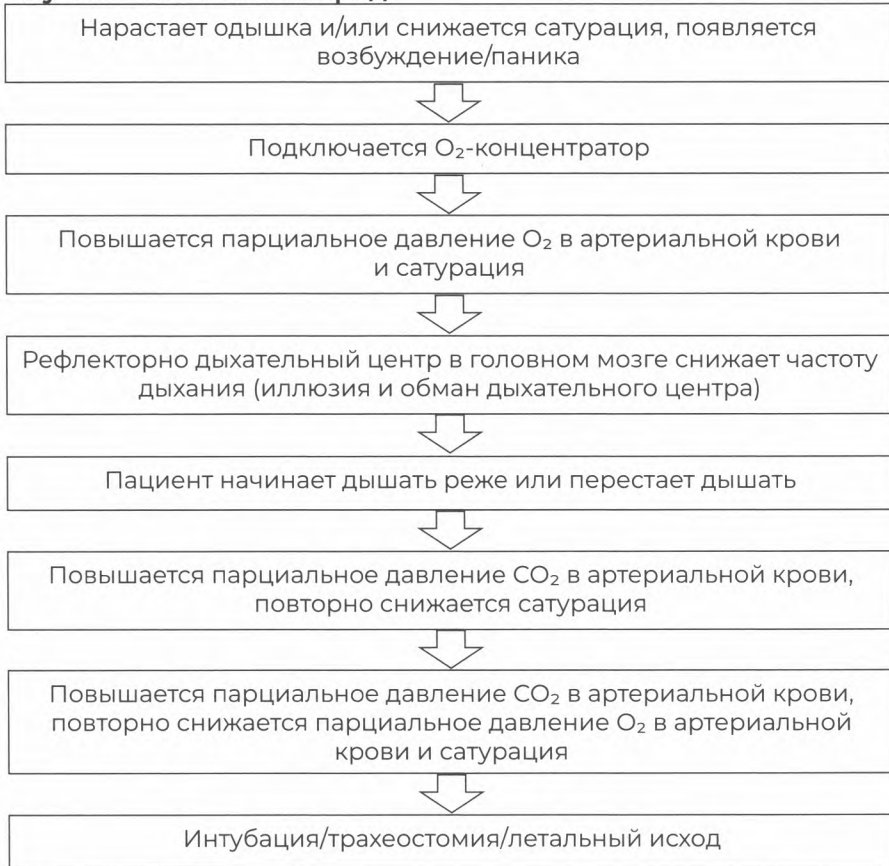 Нарастает одышка и/или снижается сатурация, появляется
возбуждение/паника
Подключается O₂-концентратор
Повышается парциальное давление O₂ в артериальной крови
и сатурация
Рефлекторно дыхательный центр в головном мозге снижает частоту
дыхания (иллюзия и обман дыхательного центра)
Пациент начинает дышать реже или перестает дышать
Повышается парциальное давление CO₂ в артериальной крови,
повторно снижается сатурация
Повышается парциальное давление CO₂ в артериальной крови,
повторно снижается парциальное давление O₂ в артериальной
крови и сатурация
Интубация/трахеостомия/летальный исход